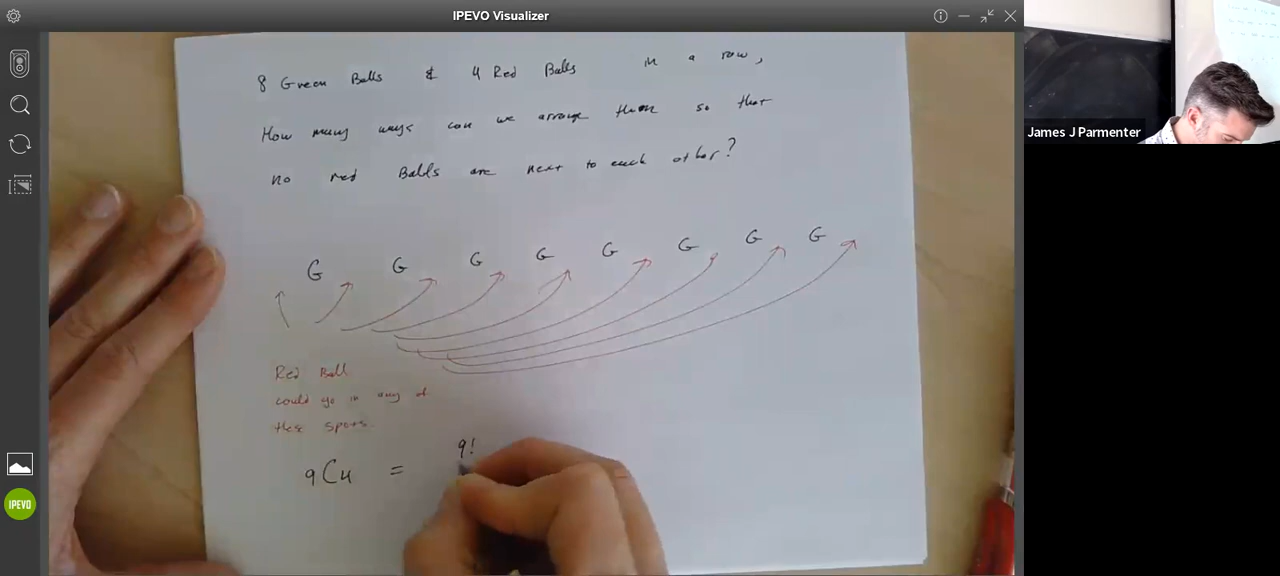 IPEVO Visualizer
James J Parmenter
8 Green Balls & 4 Red Balls in a row,
How many ways can we arrange them so that
no red Balls are next to each other?
G G G G G G G G
Red Ball
could go in any of
these spots.
9C4 = 9!
IPEVO